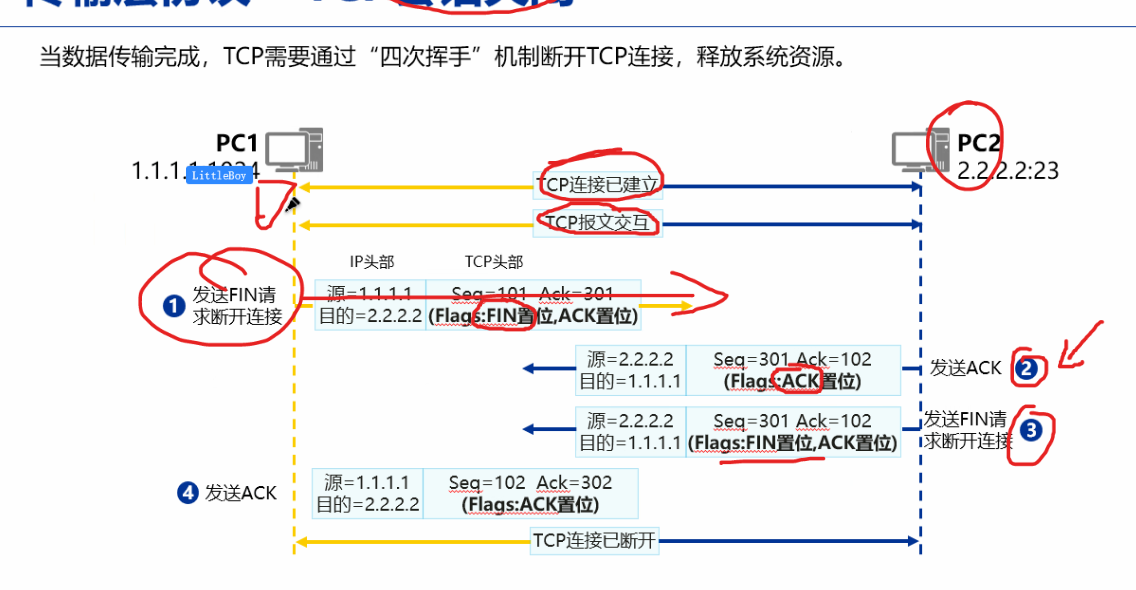 当数据传输完成，TCP需要通过“四次挥手”机制断开TCP连接，释放系统资源。
PC1
PC2
LittleBoy
2.2.2.2:23
TCP连接已建立
TCP报文交互
IP头部 TCP头部
1 发送FIN请求断开连接
源=1.1.1.1 Seq=101 Ack=301
目的=2.2.2.2 (Flags:FIN置位,ACK置位)
源=2.2.2.2 Seq=301 Ack=102
目的=1.1.1.1 (Flags:ACK置位)
发送ACK 2
源=2.2.2.2 Seq=301 Ack=102
目的=1.1.1.1 (Flags:FIN置位,ACK置位)
发送FIN请求断开连接 3
4 发送ACK
源=1.1.1.1 Seq=102 Ack=302
目的=2.2.2.2 (Flags:ACK置位)
TCP连接已断开